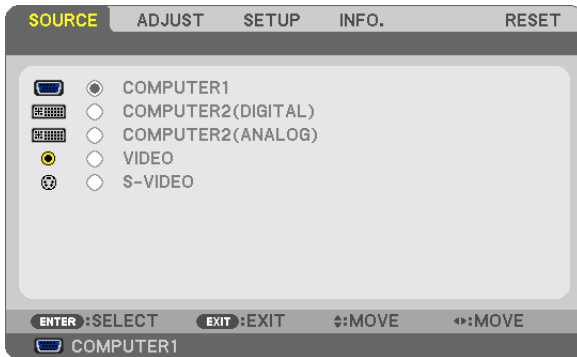 SOURCE ADJUST SETUP INFO. RESET
COMPUTER1
COMPUTER2(DIGITAL)
COMPUTER2(ANALOG)
VIDEO
S-VIDEO
ENTER:SELECT EXIT:EXIT :MOVE :MOVE
COMPUTER1